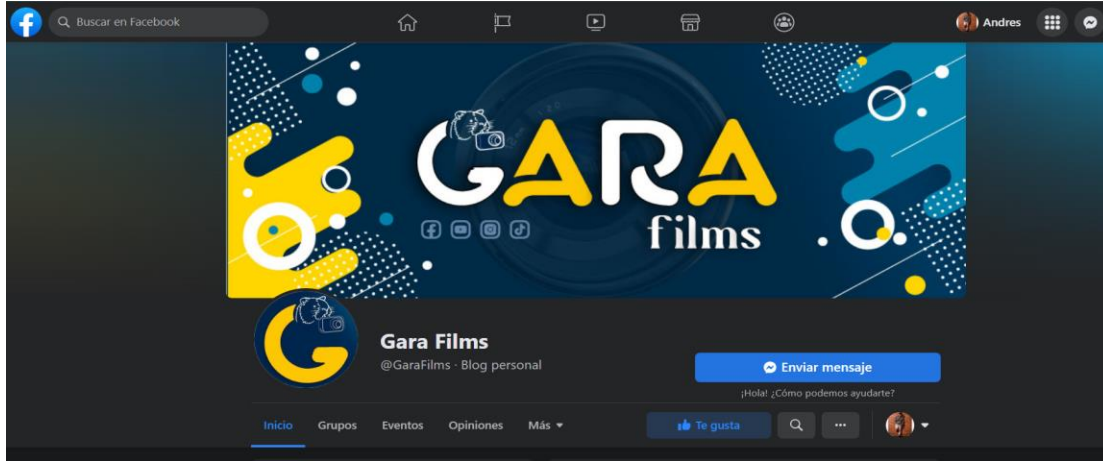 Buscar en Facebook
Andres
GARA
films
Gara Films
@GaraFilms · Blog personal
Enviar mensaje
¡Hola! ¿Cómo podemos ayudarte?
Inicio Grupos Eventos Opiniones Más
Te gusta